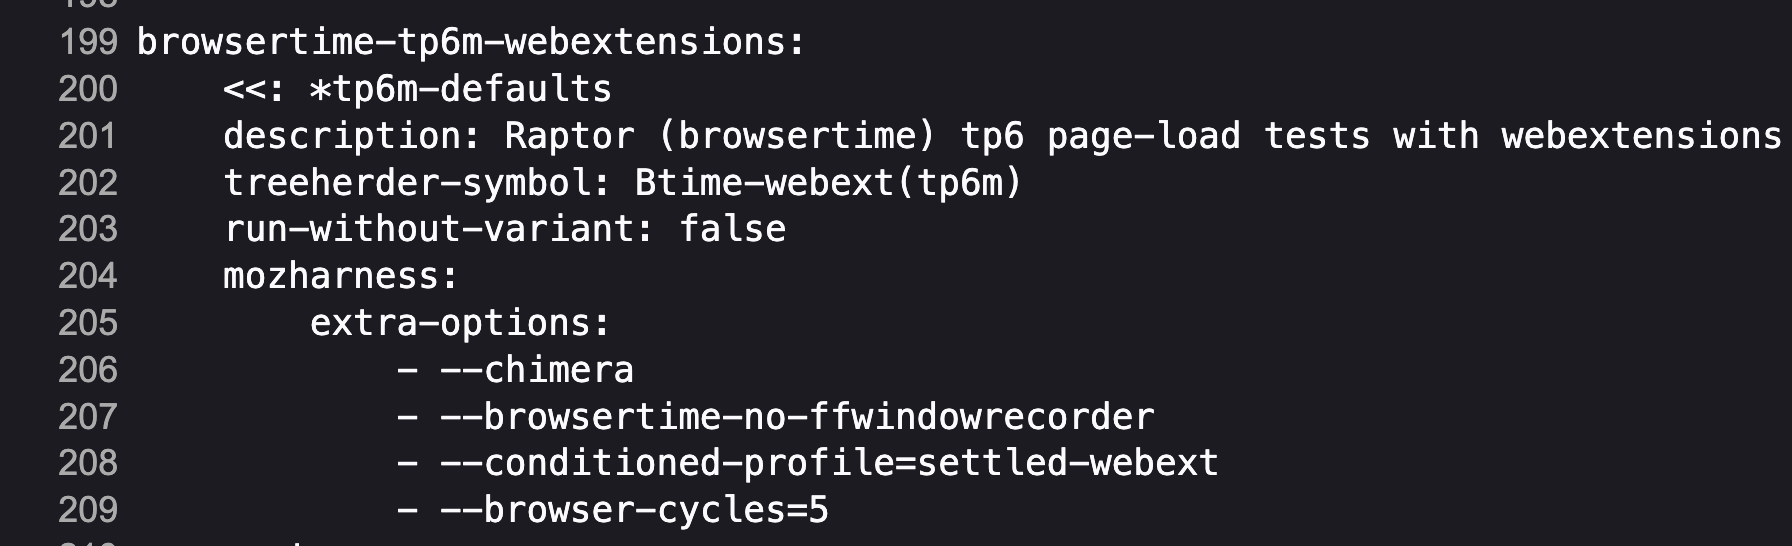 199 browsertime-tp6m-webextensions:
200     <<: *tp6m-defaults
201     description: Raptor (browsertime) tp6 page-load tests with webextensions
202     treeherder-symbol: Btime-webext(tp6m)
203     run-without-variant: false
204     mozharness:
205         extra-options:
206             - --chimera
207             - --browsertime-no-ffwindowrecorder
208             - --conditioned-profile=settled-webext
209             - --browser-cycles=5